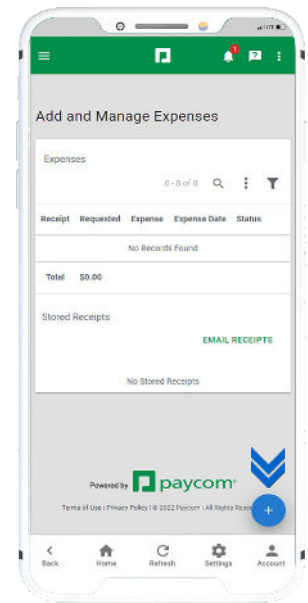 1
?
Add and Manage Expenses
Expenses
0-0 of 0
Receipt Requested Expense Expense Date Status
No Records Found
Total $0.00
Stored Receipts
EMAIL RECEIPTS
No Stored Receipts
Powered by paycom
Terms of Use | Privacy Policy | © 2022 Paycom | All Rights
+
Back Home Refresh Settings Account